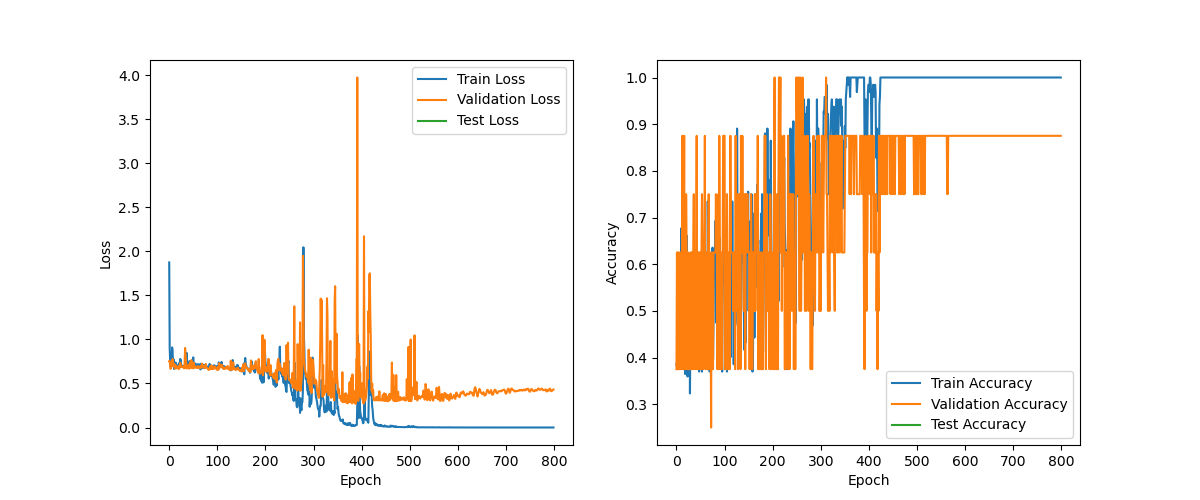 4.0
3.5
3.0
2.5
2.0
1.5
1.0
0.5
0.0
Loss
0 100 200 300 400 500 600 700 800
Epoch
Train Loss
Validation Loss
Test Loss
1.0
0.9
0.8
0.7
0.6
0.5
0.4
0.3
Accuracy
0 100 200 300 400 500 600 700 800
Epoch
Train Accuracy
Validation Accuracy
Test Accuracy